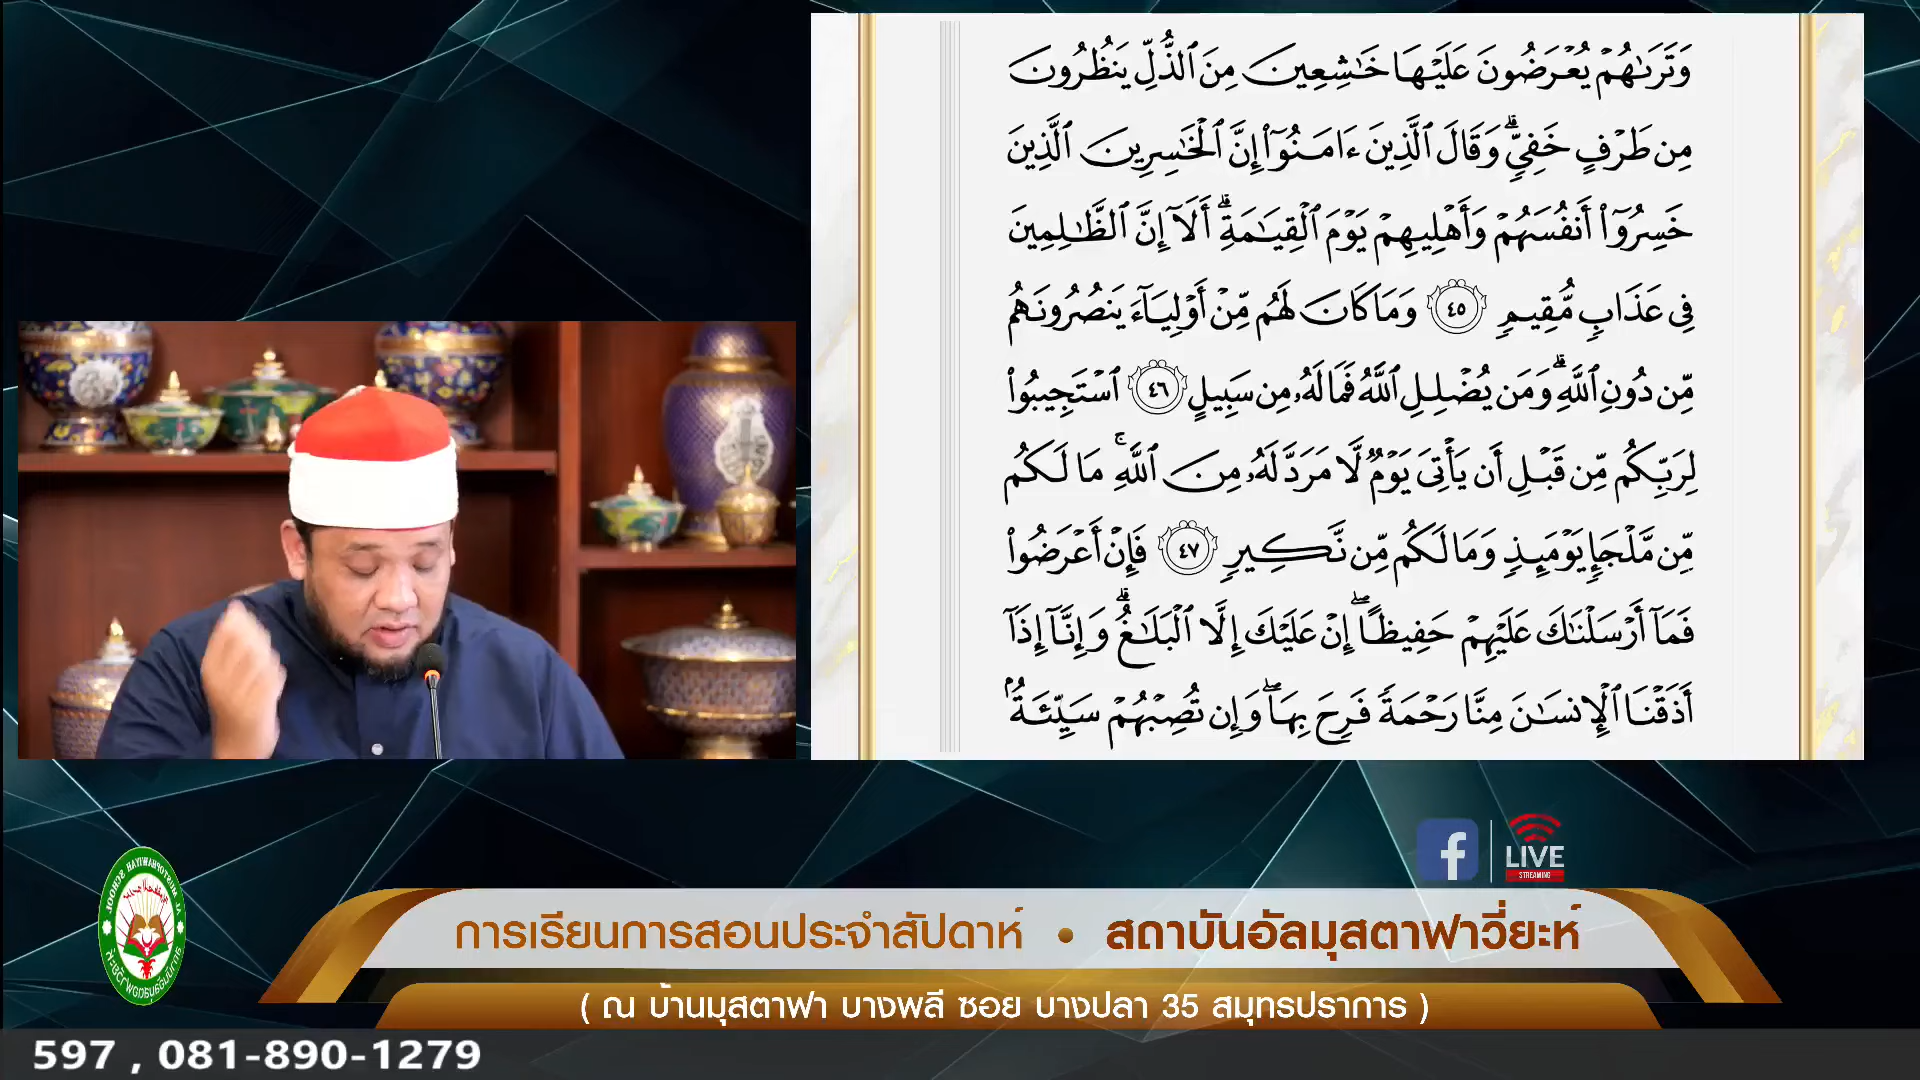 وَتَرَىٰهُمْ يُعْرَضُونَ عَلَيْهَا خَٰشِعِينَ مِنَ ٱلذُّلِّ يَنظُرُونَ
مِن طَرْفٍ خَفِيٍّ ۗ وَقَالَ ٱلَّذِينَ ءَامَنُوٓا۟ إِنَّ ٱلْخَٰسِرِينَ ٱلَّذِينَ
خَسِرُوٓا۟ أَنفُسَهُمْ وَأَهْلِيهِمْ يَوْمَ ٱلْقِيَٰمَةِ ۗ أَلَآ إِنَّ ٱلظَّٰلِمِينَ
فِى عَذَابٍ مُّقِيمٍ ٤٥ وَمَا كَانَ لَهُم مِّنْ أَوْلِيَآءَ يَنصُرُونَهُم
مِّن دُونِ ٱللَّهِ ۗ وَمَن يُضْلِلِ ٱللَّهُ فَمَا لَهُۥ مِن سَبِيلٍ ٤٦ ٱسْتَجِيبُوا۟
لِرَبِّكُم مِّن قَبْلِ أَن يَأْتِىَ يَوْمٌ لَّا مَرَدَّ لَهُۥ مِنَ ٱللَّهِ ۚ مَا لَكُم
مِّن مَّلْجَإٍ يَوْمَئِذٍ وَمَا لَكُم مِّن نَّكِيرٍ ٤٧ فَإِنْ أَعْرَضُوا۟
فَمَآ أَرْسَلْنَٰكَ عَلَيْهِمْ حَفِيظًا ۖ إِنْ عَلَيْكَ إِلَّا ٱلْبَلَٰغُ ۗ وَإِنَّآ إِذَآ
أَذَقْنَا ٱلْإِنسَٰنَ مِنَّا رَحْمَةً فَرِحَ بِهَا ۖ وَإِن تُصِبْهُمْ سَيِّئَةٌۢ
f
LIVE
STREAMING
การเรียนการสอนประจำสัปดาห์ • สถาบันอัลมุสตาฟาวี่ยะห์
( ณ บ้านมุสตาฟา บางพลี ซอย บางปลา 35 สมุทรปราการ )
597 , 081-890-1279